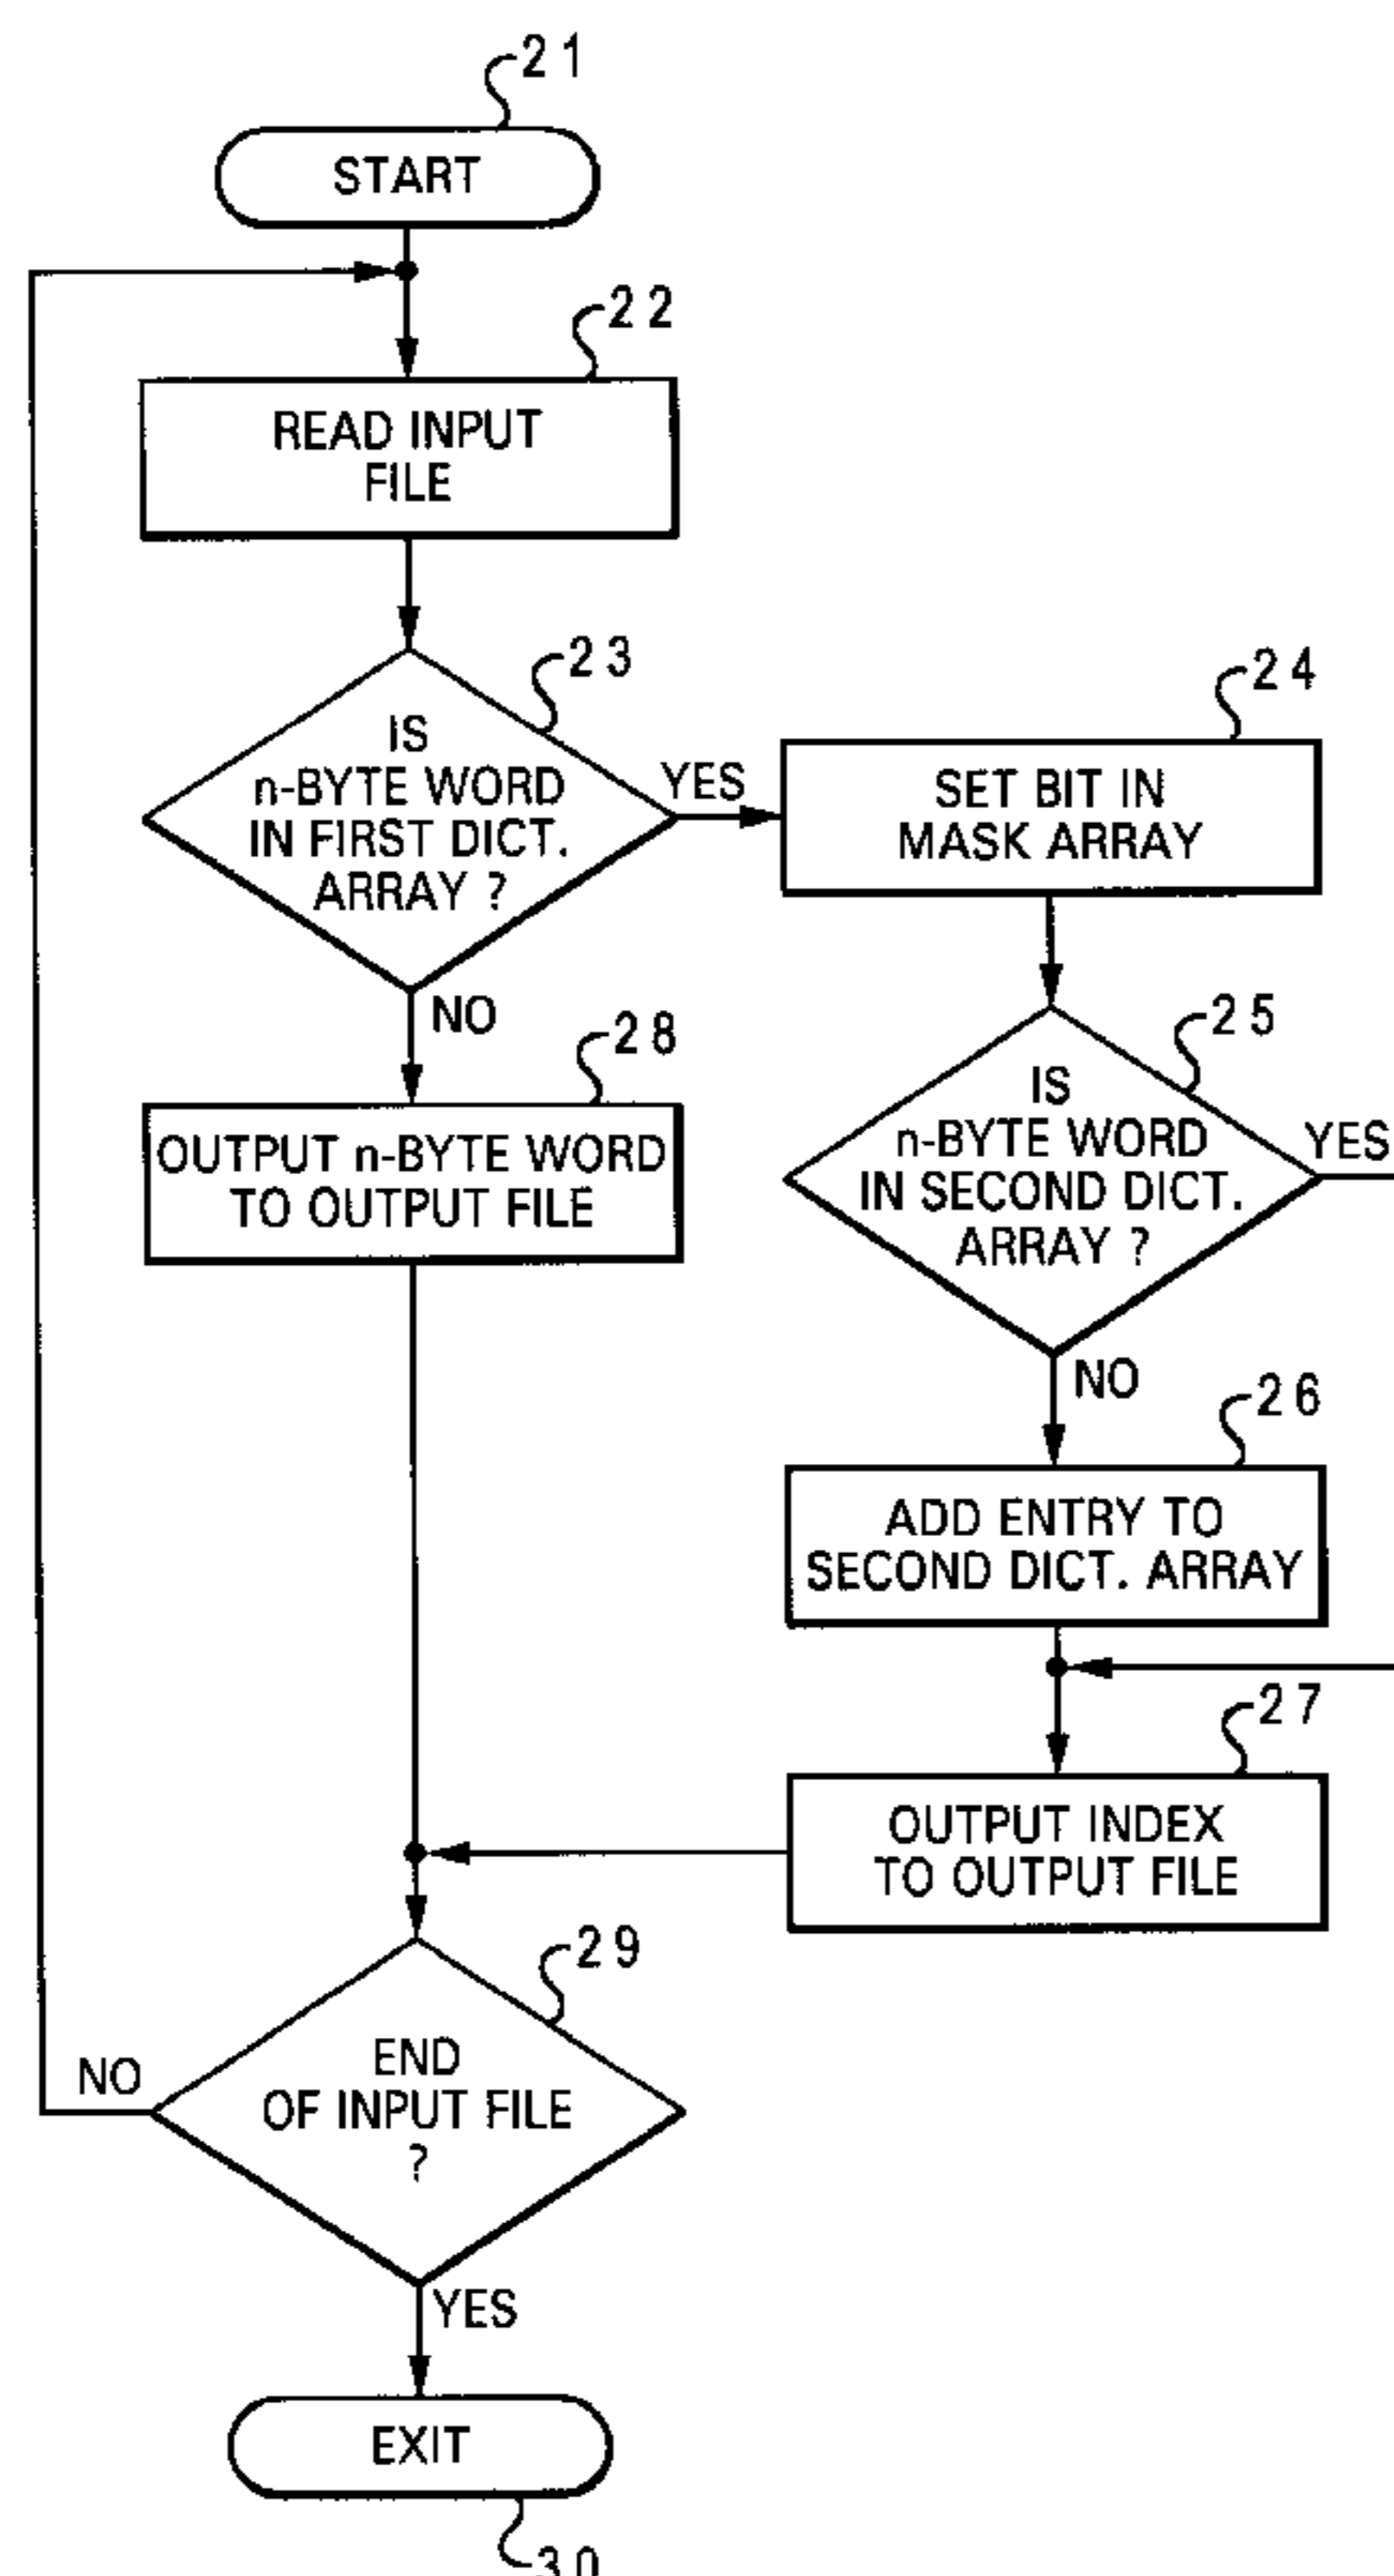 21
START
22
READ INPUT
FILE
23
IS
n-BYTE WORD
IN FIRST DICT.
ARRAY ?
YES
24
SET BIT IN
MASK ARRAY
NO
28
OUTPUT n-BYTE WORD
TO OUTPUT FILE
25
IS
n-BYTE WORD
IN SECOND DICT.
ARRAY ?
YES
NO
26
ADD ENTRY TO
SECOND DICT. ARRAY
27
OUTPUT INDEX
TO OUTPUT FILE
29
END
OF INPUT FILE
?
NO
YES
EXIT
30